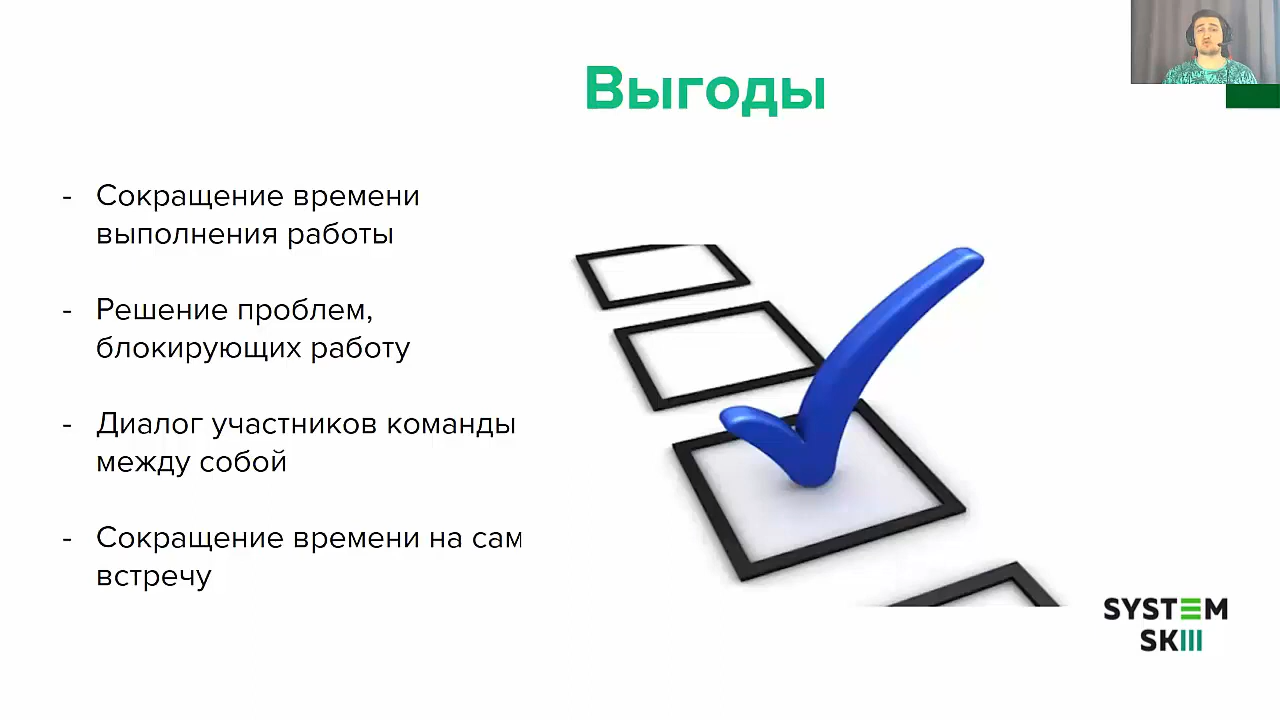 Выгоды
- Сокращение времени
выполнения работы
- Решение проблем,
блокирующих работу
- Диалог участников команды
между собой
- Сокращение времени на сам
встречу
SYSTEM
SKILL